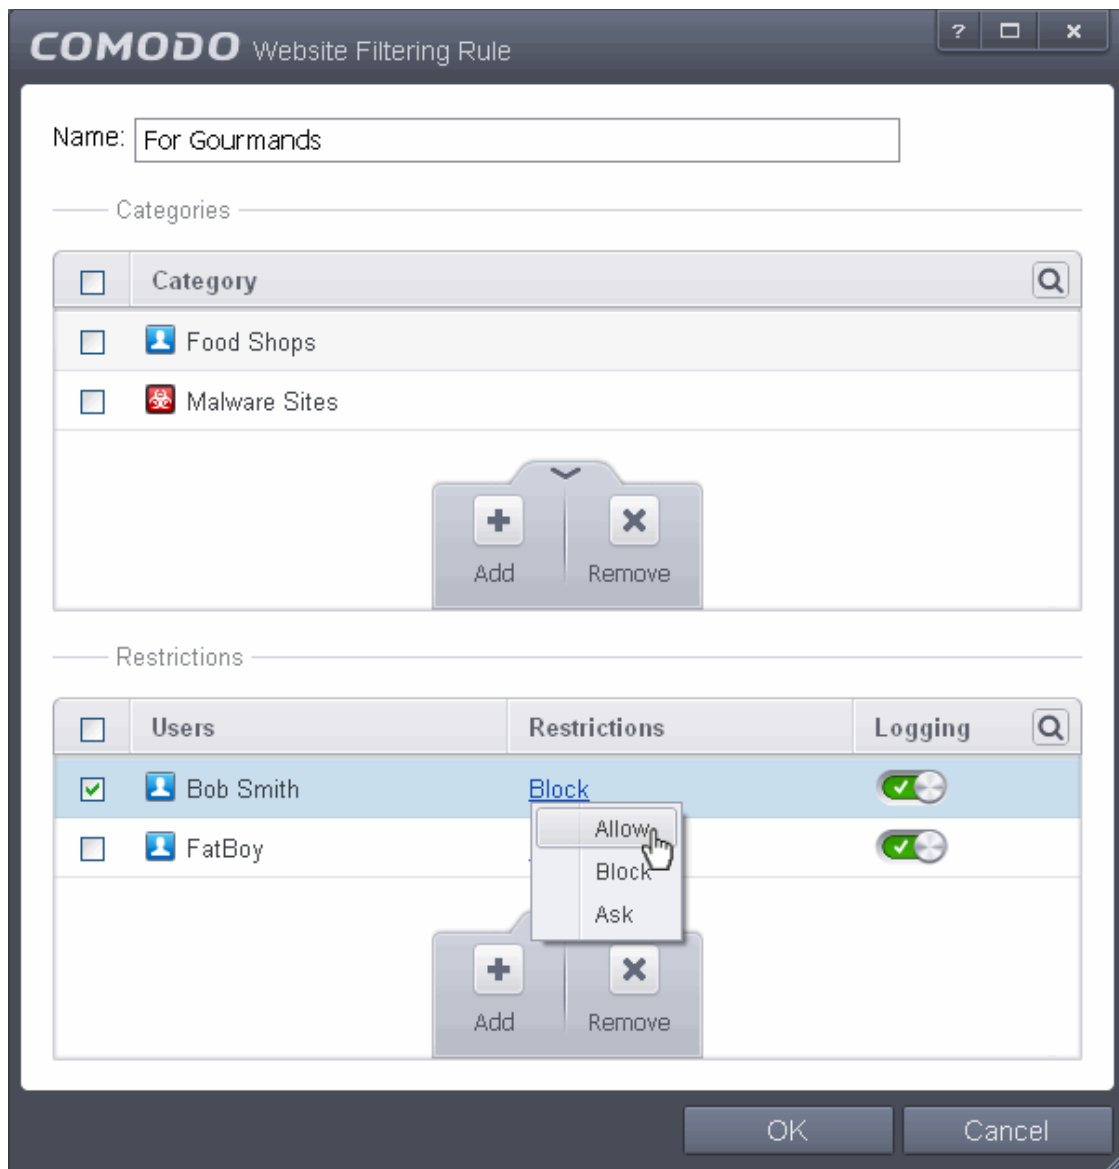 COMODO Website Filtering Rule
?
Name: For Gourmands
Categories
Category
Food Shops
Malware Sites
Add Remove
Restrictions
Users Restrictions Logging
Bob Smith Block
Allow
FatBoy
Block
Ask
Add Remove
OK Cancel